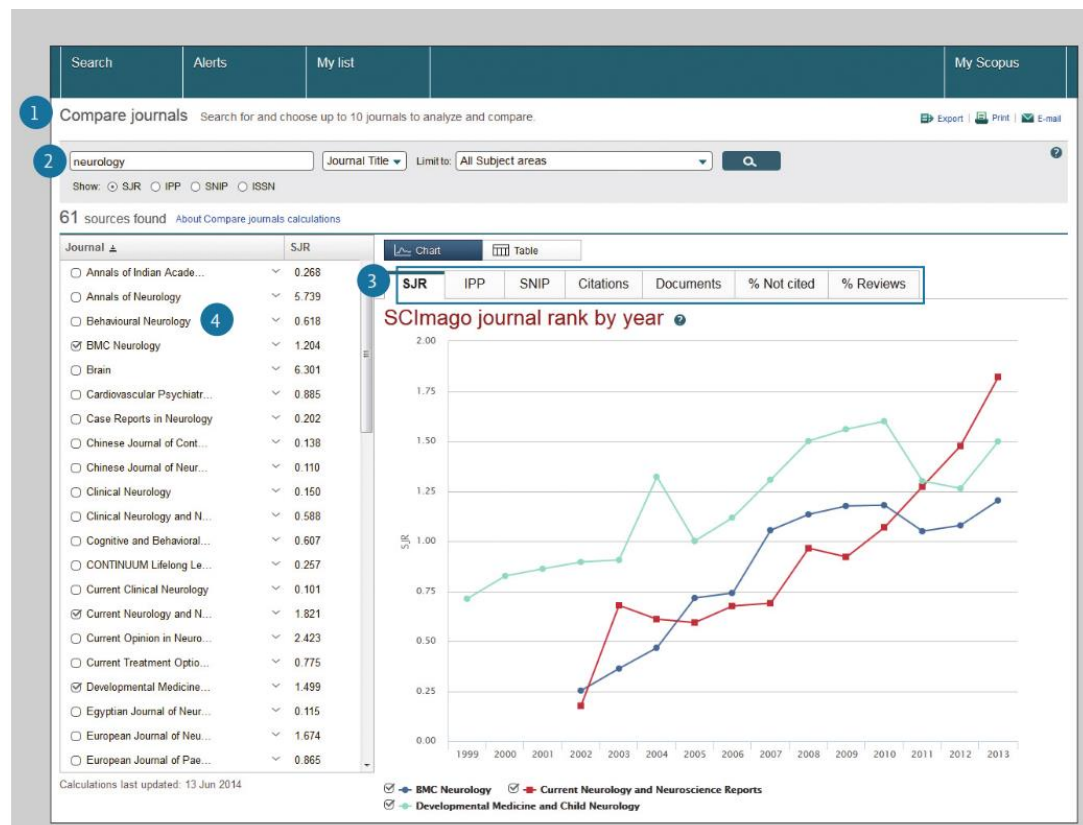 Search Alerts My list My Scopus
1 Compare journals Search for and choose up to 10 journals to analyze and compare. Export | Print | E-mail
2 neurology Journal Title Limit to: All Subject areas ?
Show: SJR IPP SNIP ISSN
61 sources found About Compare journals calculations
Journal SJR
Annals of Indian Acade... 0.268
Annals of Neurology 5.739
Behavioural Neurology 4 0.618
BMC Neurology 1.204
Brain 6.301
Cardiovascular Psychiatr... 0.885
Case Reports in Neurology 0.202
Chinese Journal of Cont... 0.138
Chinese Journal of Neur... 0.110
Clinical Neurology 0.150
Clinical Neurology and N... 0.588
Cognitive and Behavioral... 0.607
CONTINUUM Lifelong Le... 0.257
Current Clinical Neurology 0.101
Current Neurology and N... 1.821
Current Opinion in Neuro... 2.423
Current Treatment Optio... 0.775
Developmental Medicine... 1.499
Egyptian Journal of Neur... 0.115
European Journal of Neu... 1.674
European Journal of Pae... 0.865
Calculations last updated: 13 Jun 2014
Chart Table
3 SJR IPP SNIP Citations Documents % Not cited % Reviews
SCImago journal rank by year ?
2.00
1.75
1.50
1.25
1.00
0.75
0.50
0.25
0.00
SJR
1999 2000 2001 2002 2003 2004 2005 2006 2007 2008 2009 2010 2011 2012 2013
BMC Neurology Current Neurology and Neuroscience Reports
Developmental Medicine and Child Neurology